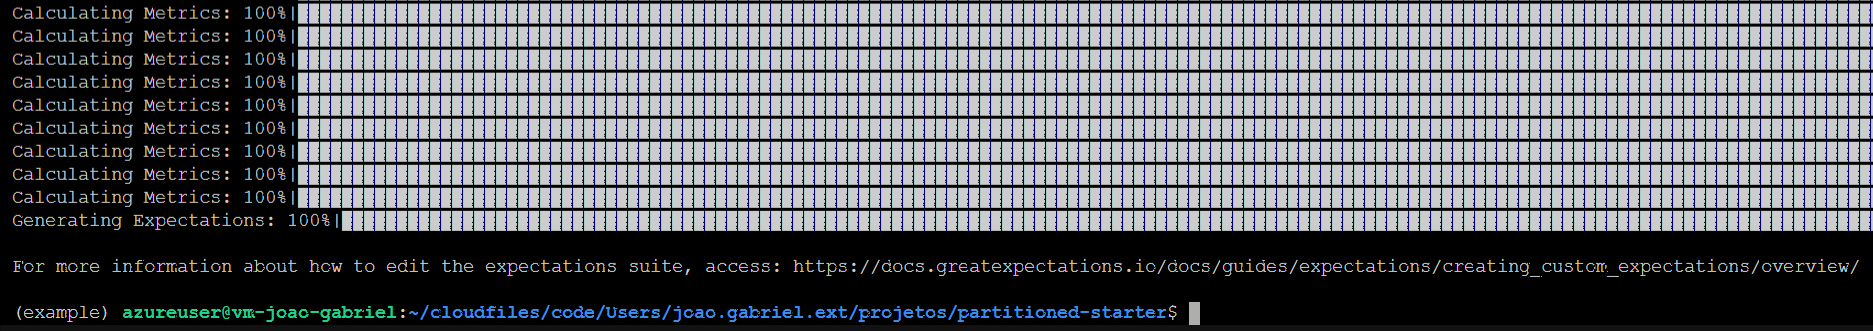 Calculating Metrics: 100%|
Calculating Metrics: 100%|
Calculating Metrics: 100%|
Calculating Metrics: 100%|
Calculating Metrics: 100%|
Calculating Metrics: 100%|
Calculating Metrics: 100%|
Calculating Metrics: 100%|
Calculating Metrics: 100%|
Generating Expectations: 100%|
For more information about how to edit the expectations suite, access: https://docs.greatexpectations.io/docs/guides/expectations/creating_custom_expectations/overview/
(example) azureuser@vm-joao-gabriel:~/cloudfiles/code/Users/joao.gabriel.ext/projetos/partitioned-starter$